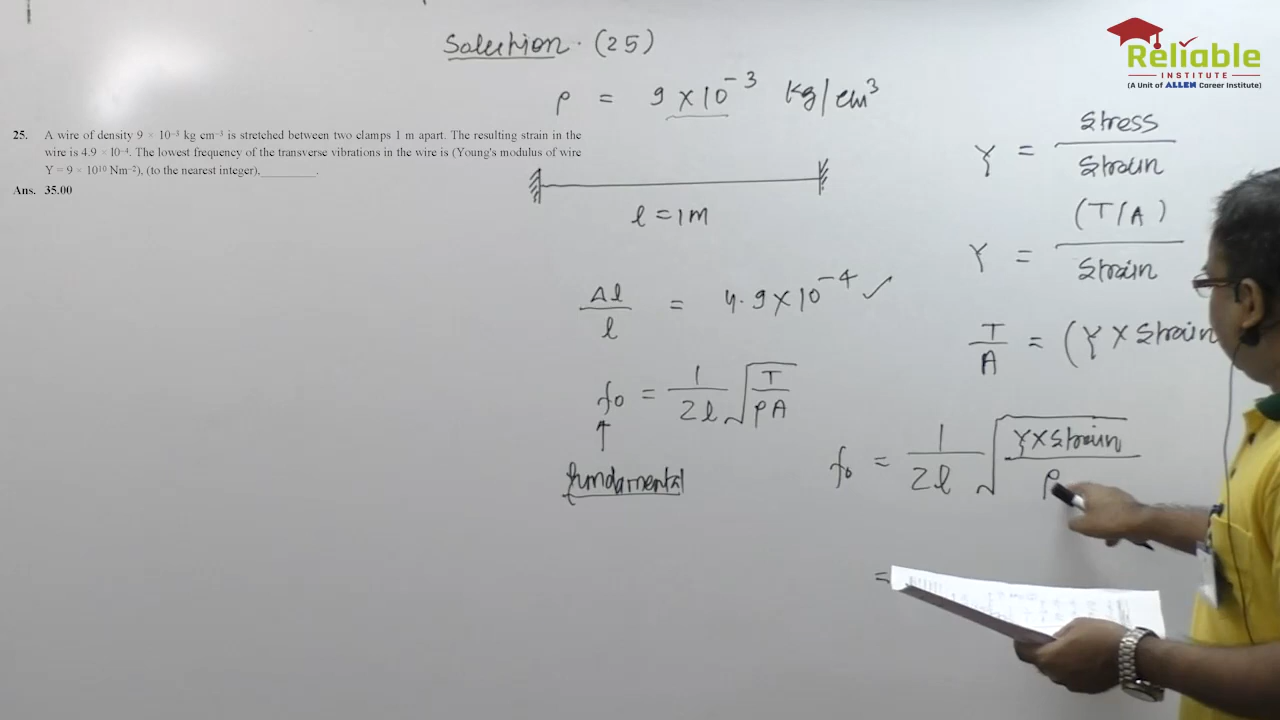 Reliable
INSTITUTE
(A Unit of ALLEN Career Institute)
Solution. (25)
ρ = 9 × 10⁻³ kg/cm³
25. A wire of density 9 × 10⁻³ kg cm⁻³ is stretched between two clamps 1 m apart. The resulting strain in the
wire is 4.9 × 10⁻⁴. The lowest frequency of the transverse vibrations in the wire is (Young's modulus of wire
Y = 9 × 10¹⁰ Nm⁻²), (to the nearest integer),_________.
Ans. 35.00
l = 1M
Δl/l = 4.9 × 10⁻⁴ ✓
f₀ = 1/2l √(T/ρA)
↑
fundamental
Y = Stress/Strain
Y = (T/A)/Strain
T/A = (Y × Strain
f₀ = 1/2l √(Y×Strain/ρ)
=